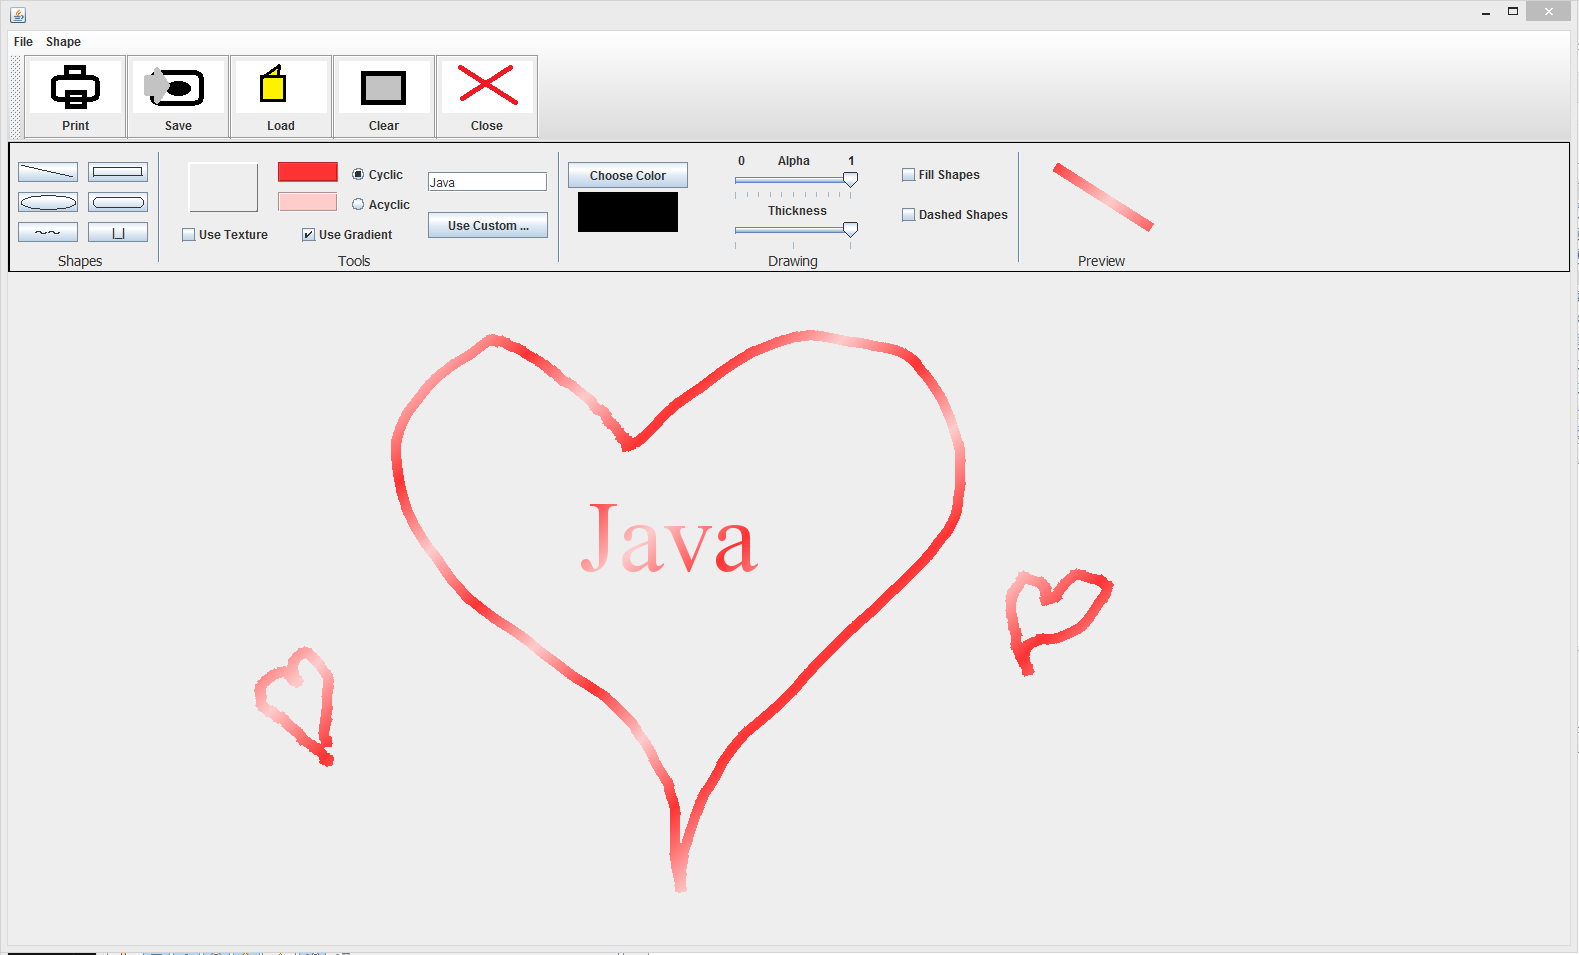 File Shape
Print Save Load Clear Close
0 Alpha 1
Cyclic
Choose Color
Fill Shapes
Java
Acyclic
Thickness
Dashed Shapes
Use Custom ...
Use Texture
Use Gradient
Shapes
Tools
Drawing
Preview
Java